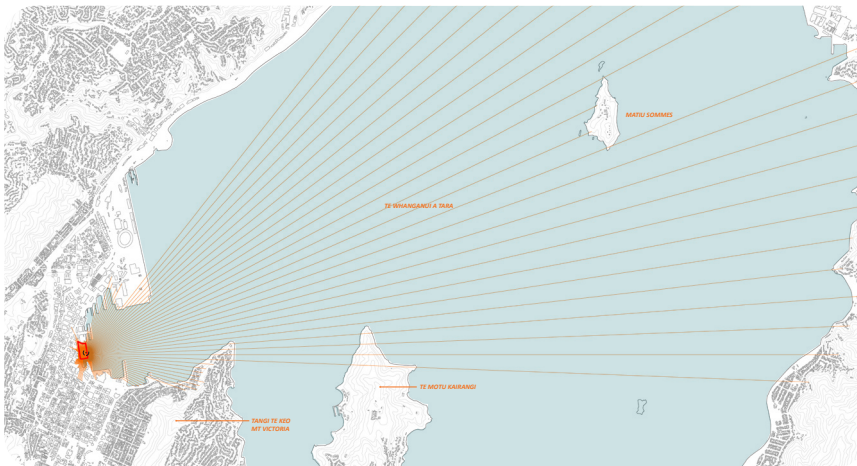 MATIU SOMMES
TE WHANGANUI A TARA
TE MOTU KAIRANGI
TANGI TE KEO
MT VICTORIA